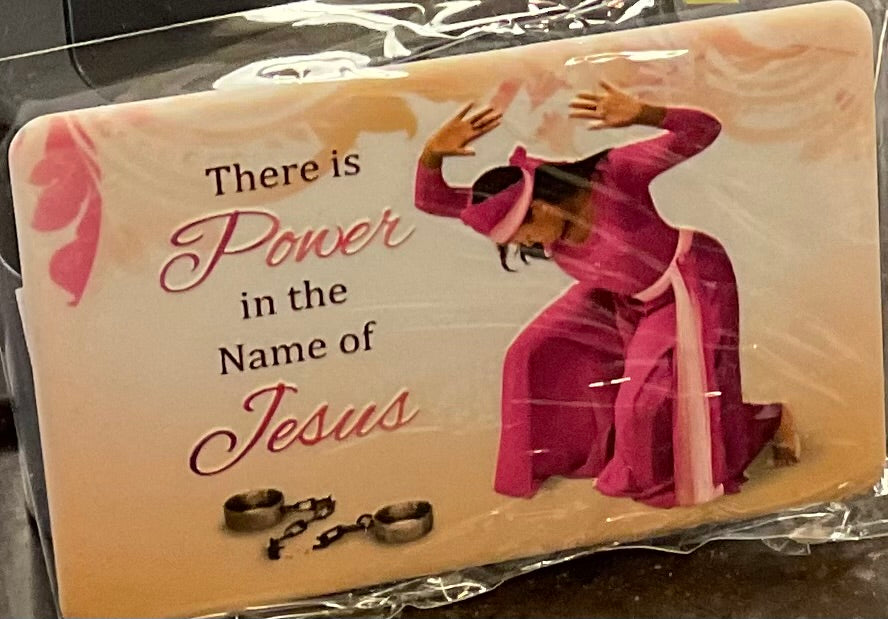 There is
Power
in the
Name of
Jesus